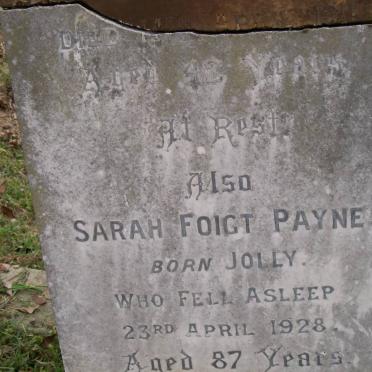 Died
Aged 42 Years
At Rest.
Also
SARAH FOIGT PAYNE
BORN JOLLY.
WHO FELL ASLEEP
23RD APRIL 1928.
Aged 87 Years.